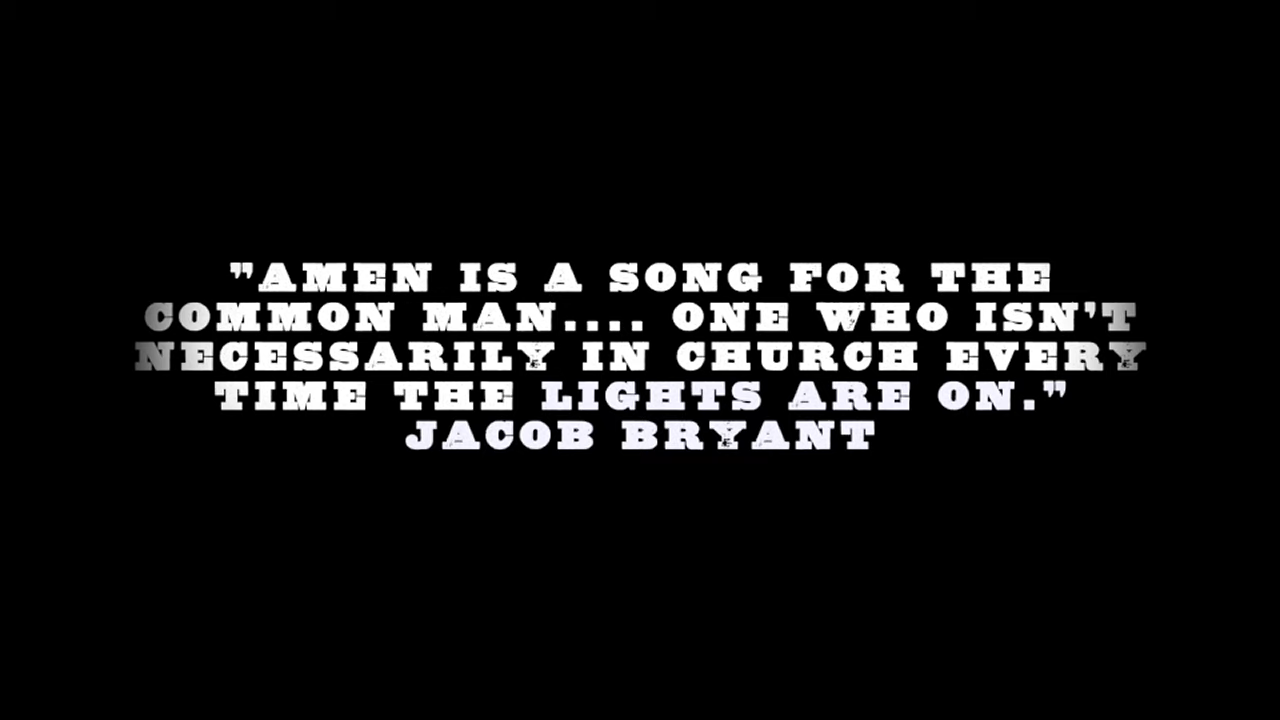 "AMEN IS A SONG FOR THE
COMMON MAN.... ONE WHO ISN'T
NECESSARILY IN CHURCH EVERY
TIME THE LIGHTS ARE ON."
JACOB BRYANT